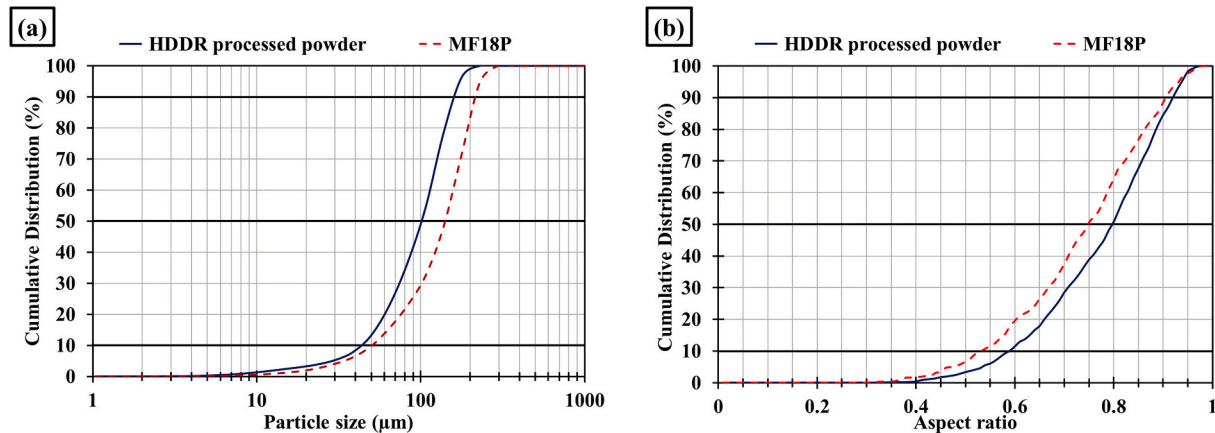 (a)
HDDR processed powder
MF18P
100
90
80
70
60
50
40
30
20
10
0
Cumulative Distribution (%)
1 10 100 1000
Particle size (µm)
(b)
HDDR processed powder
MF18P
100
90
80
70
60
50
40
30
20
10
0
Cumulative Distribution (%)
0 0.2 0.4 0.6 0.8 1
Aspect ratio